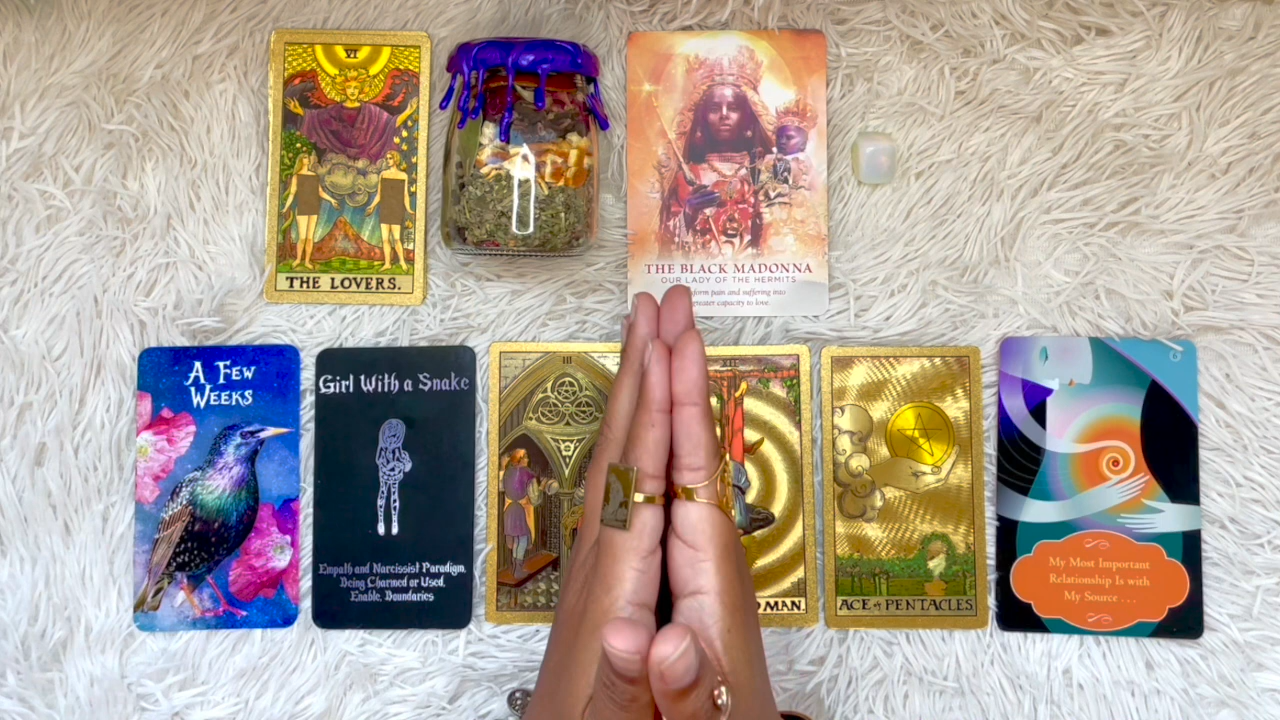 VI
THE LOVERS.
THE BLACK MADONNA
OUR LADY OF THE HERMITS
form pain and suffering into
greater capacity to love.
A Few
Weeks
Girl With a Snake
Empath and Narcissist Paradigm,
Being Charmed or Used,
Enable, Boundaries
III
XII
MAN.
ACE of PENTACLES
My Most Important
Relationship Is with
My Source . . .